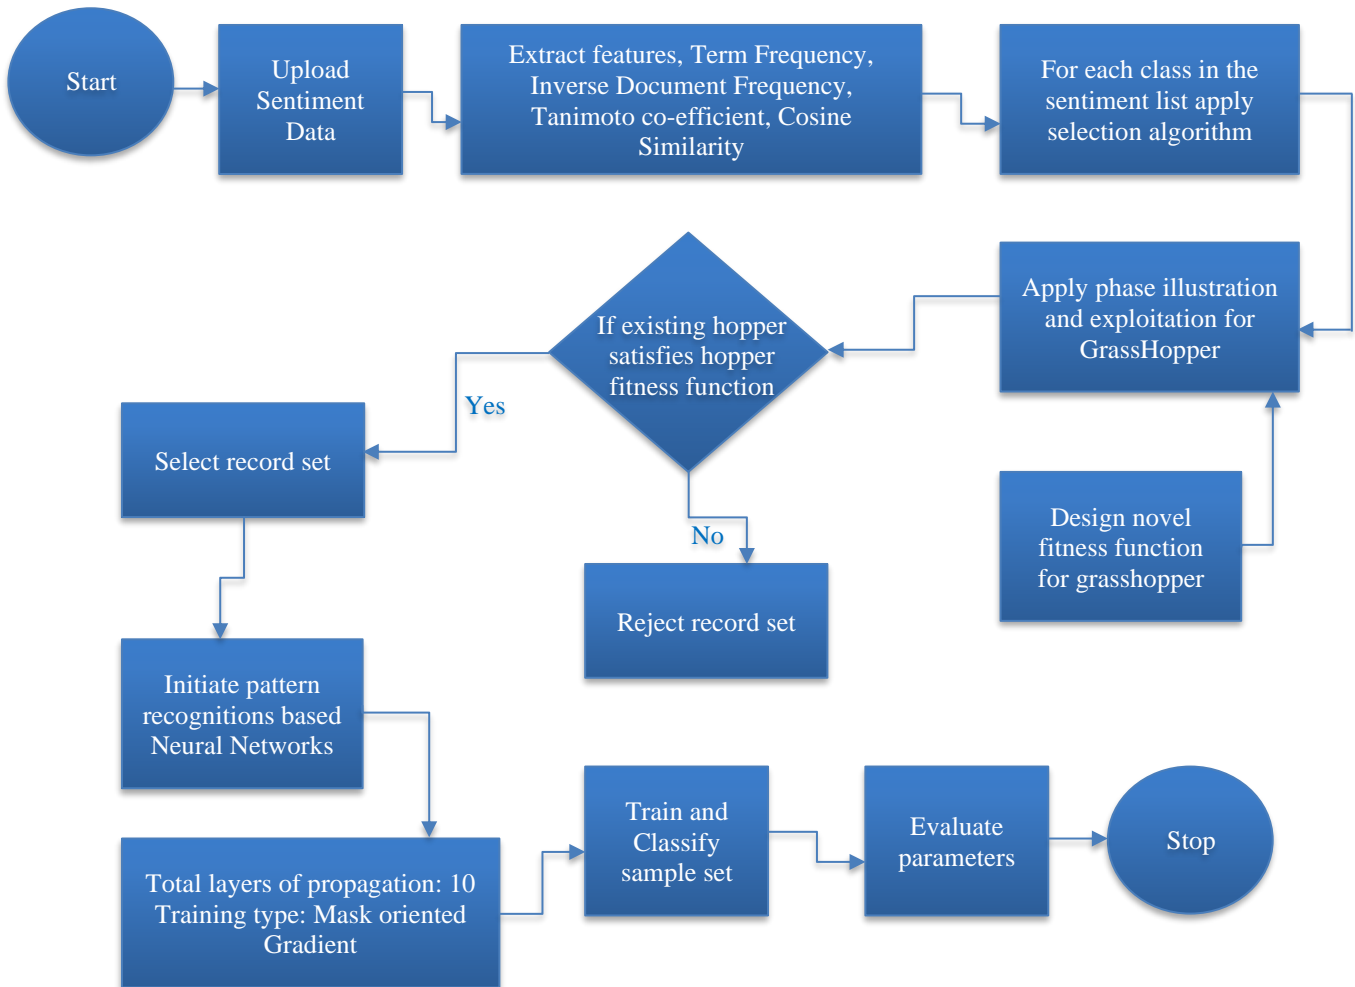 Start
Upload
Sentiment
Data
Extract features, Term Frequency,
Inverse Document Frequency,
Tanimoto co-efficient, Cosine
Similarity
For each class in the
sentiment list apply
selection algorithm
Apply phase illustration
and exploitation for
GrassHopper
If existing hopper
satisfies hopper
fitness function
Yes
Select record set
No
Reject record set
Design novel
fitness function
for grasshopper
Initiate pattern
recognitions based
Neural Networks
Total layers of propagation: 10
Training type: Mask oriented
Gradient
Train and
Classify
sample set
Evaluate
parameters
Stop